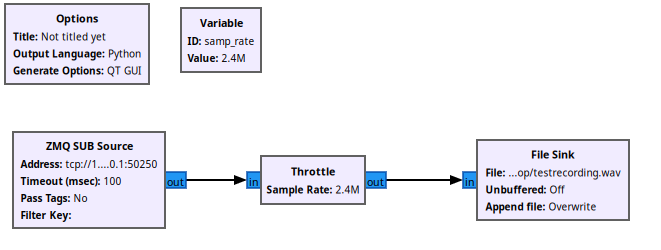 Options
Title: Not titled yet
Output Language: Python
Generate Options: QT GUI
Variable
ID: samp_rate
Value: 2.4M
ZMQ SUB Source
Address: tcp://1....0.1:50250
Timeout (msec): 100
Pass Tags: No
Filter Key:
out
in
Throttle
Sample Rate: 2.4M
out
in
File Sink
File: ...op/testrecording.wav
Unbuffered: Off
Append file: Overwrite